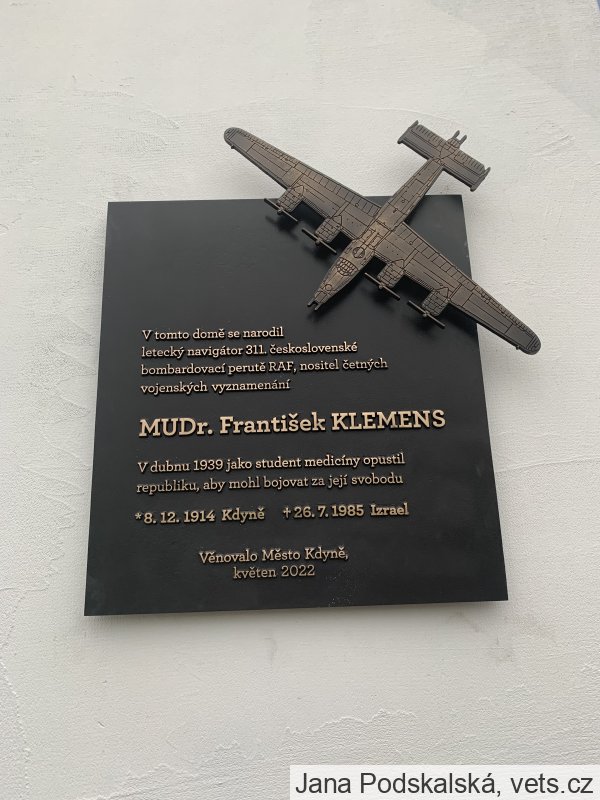 V tomto domě se narodil
letecký navigátor 311. československé
bombardovací perutě RAF, nositel četných
vojenských vyznamenání
MUDr. František KLEMENS
V dubnu 1939 jako student medicíny opustil
republiku, aby mohl bojovat za její svobodu
*8. 12. 1914 Kdyně †26. 7. 1985 Izrael
Věnovalo Město Kdyně,
květen 2022
Jana Podskalská, vets.cz